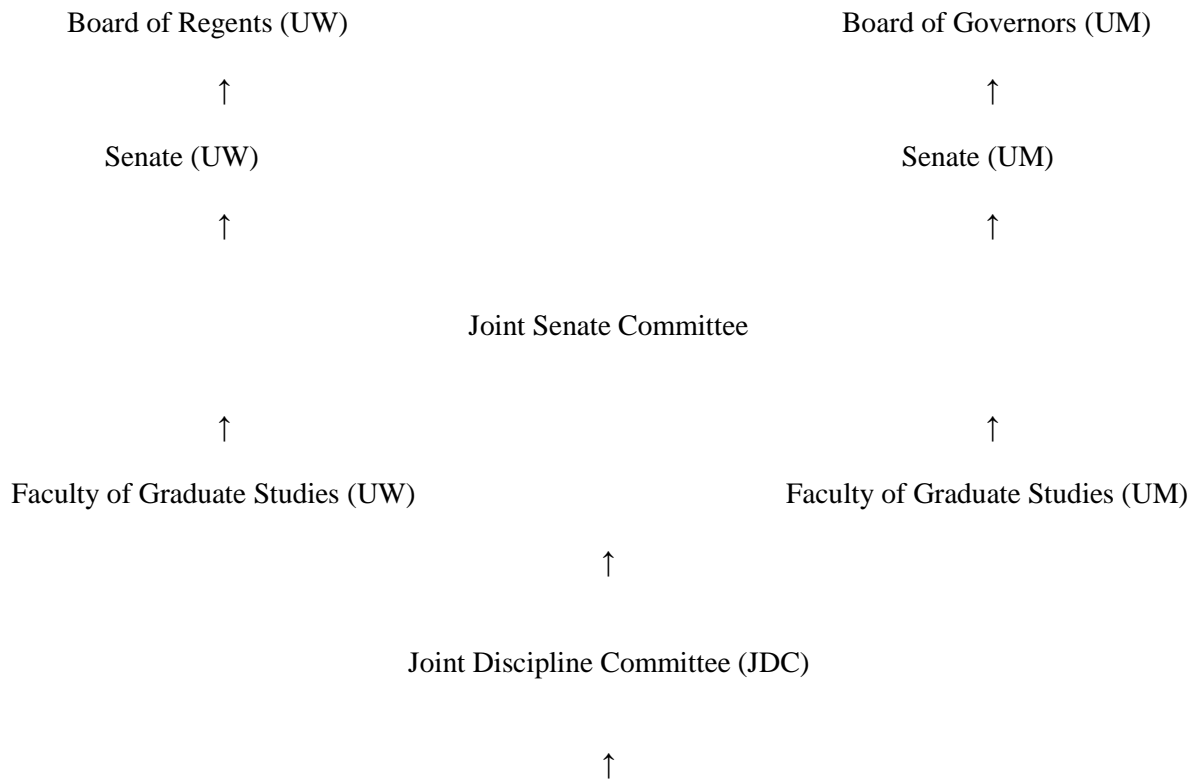 Board of Regents (UW) Board of Governors (UM)
↑ ↑
Senate (UW) Senate (UM)
↑ ↑
Joint Senate Committee
↑ ↑
Faculty of Graduate Studies (UW) Faculty of Graduate Studies (UM)
↑
Joint Discipline Committee (JDC)
↑